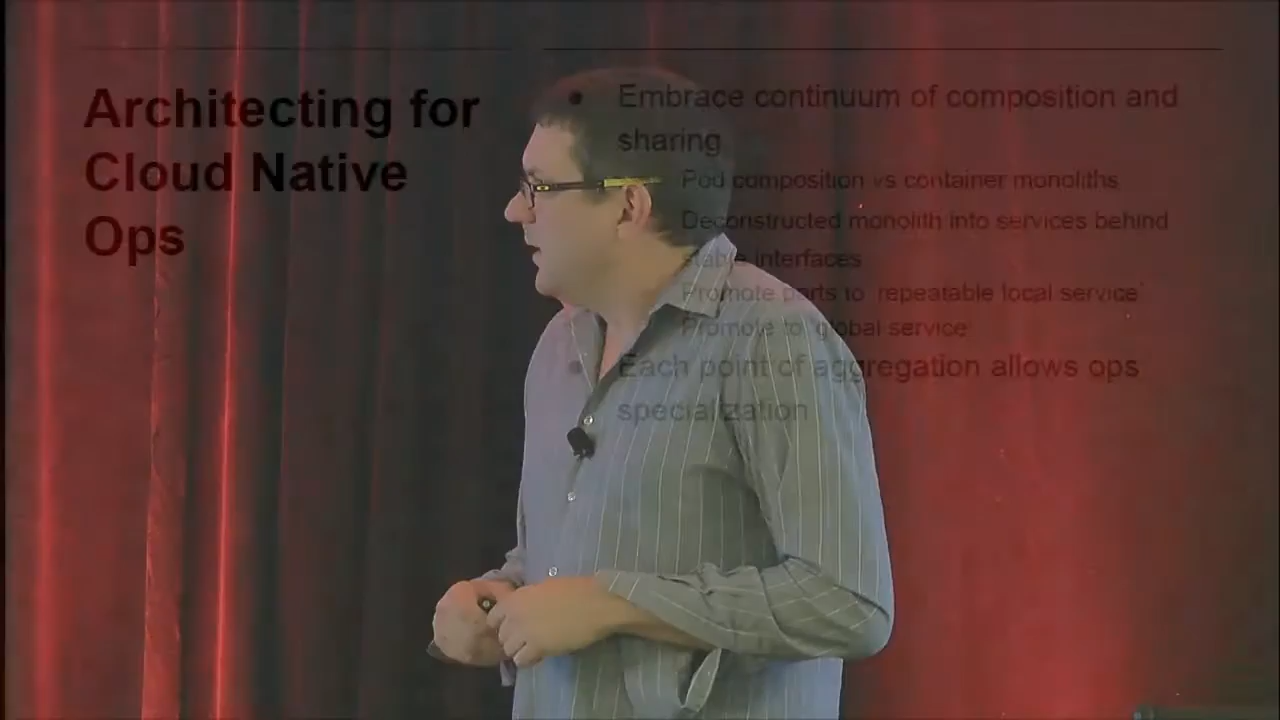 Architecting for
Cloud Native
Ops
Embrace continuum of composition and
sharing
Pod composition vs container monoliths
Deconstructed monolith into services behind
stable interfaces
Promote parts to 'repeatable local service'
Promote to 'global service'
Each point of aggregation allows ops
specialization